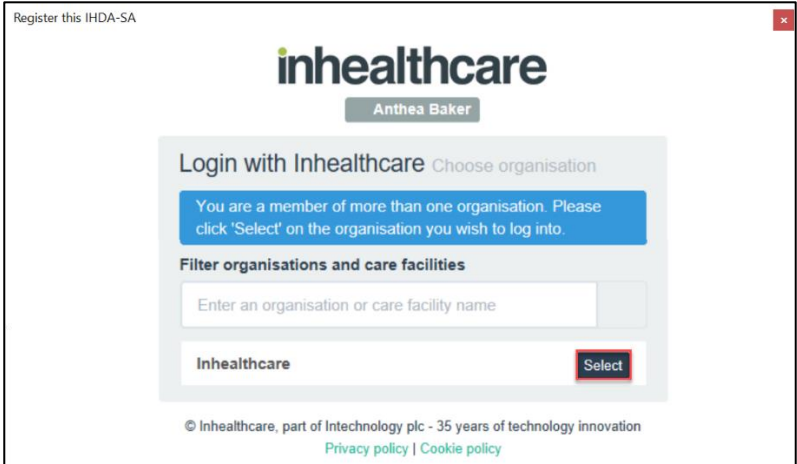 Register this IHDA-SA
×
inhealthcare
Anthea Baker
Login with Inhealthcare Choose organisation
You are a member of more than one organisation. Please
click 'Select' on the organisation you wish to log into.
Filter organisations and care facilities
Enter an organisation or care facility name
Inhealthcare Select
© Inhealthcare, part of Intechnology plc - 35 years of technology innovation
Privacy policy | Cookie policy